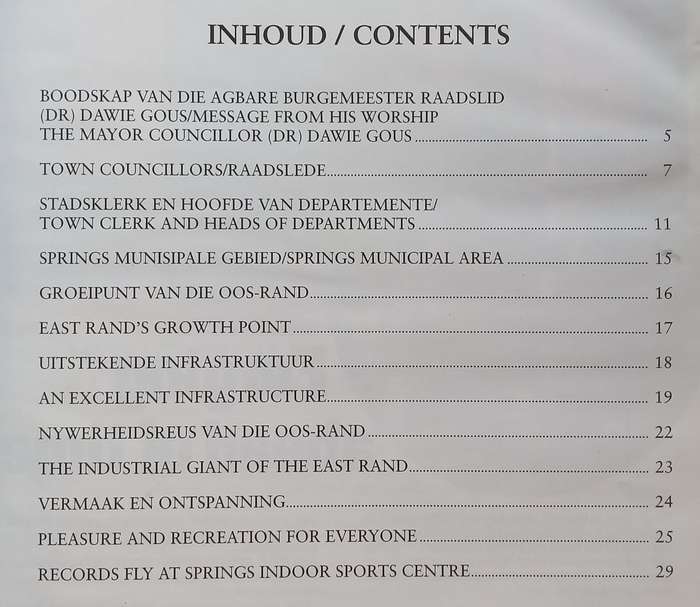 INHOUD / CONTENTS
BOODSKAP VAN DIE AGBARE BURGEMEESTER RAADSLID
(DR) DAWIE GOUS/MESSAGE FROM HIS WORSHIP
THE MAYOR COUNCILLOR (DR) DAWIE GOUS 5
TOWN COUNCILLORS/RAADSLEDE 7
STADSKLERK EN HOOFDE VAN DEPARTEMENTE/
TOWN CLERK AND HEADS OF DEPARTMENTS 11
SPRINGS MUNISIPALE GEBIED/SPRINGS MUNICIPAL AREA 15
GROEIPUNT VAN DIE OOS-RAND 16
EAST RAND'S GROWTH POINT 17
UITSTEKENDE INFRASTRUKTUUR 18
AN EXCELLENT INFRASTRUCTURE 19
NYWERHEIDSREUS VAN DIE OOS-RAND 22
THE INDUSTRIAL GIANT OF THE EAST RAND 23
VERMAAK EN ONTSPANNING 24
PLEASURE AND RECREATION FOR EVERYONE 25
RECORDS FLY AT SPRINGS INDOOR SPORTS CENTRE 29